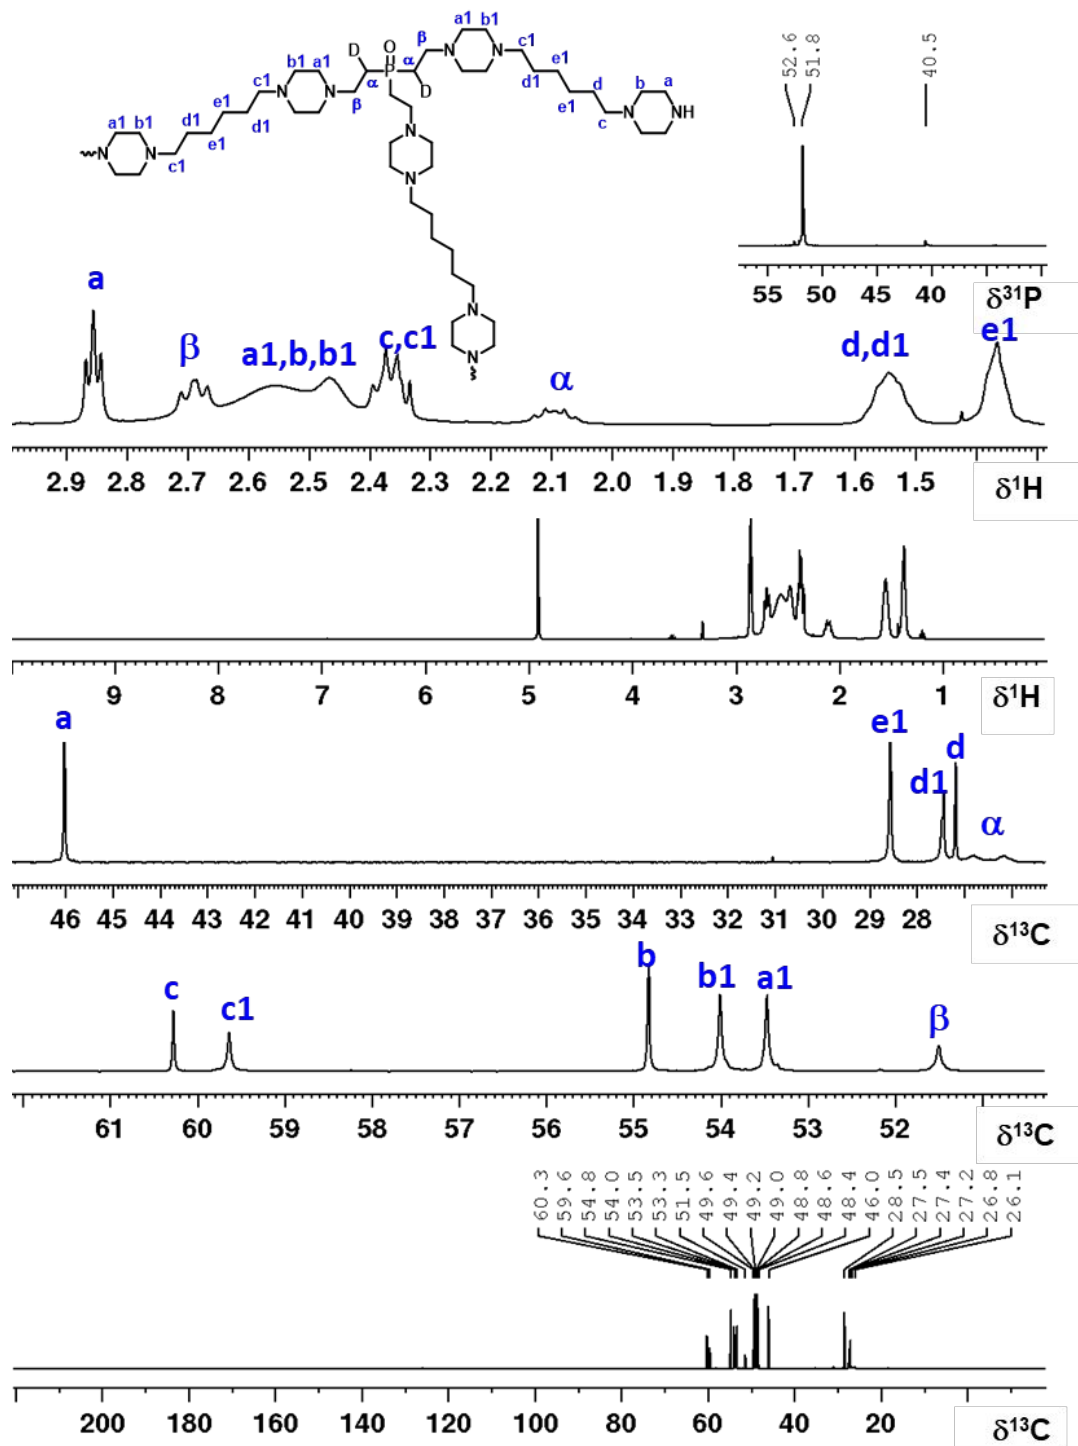 a1 b1
D O β N N c1 e1
b1 a1 α P α d1 d b a
c1 N N β D e1 N NH
e1 c
a1 b1 d1 d1
N N e1
c1
N
N
N
N
52.6
51.8
40.5
55 50 45 40 δ31P
a β a1,b,b1 c,c1 α d,d1 e1
2.9 2.8 2.7 2.6 2.5 2.4 2.3 2.2 2.1 2.0 1.9 1.8 1.7 1.6 1.5 δ1H
9 8 7 6 5 4 3 2 1 δ1H
a e1 d1 d α
46 45 44 43 42 41 40 39 38 37 36 35 34 33 32 31 30 29 28 δ13C
c c1 b b1 a1 β
61 60 59 58 57 56 55 54 53 52 δ13C
60.3
59.6
54.8
54.0
53.5
53.3
51.5
49.6
49.4
49.2
49.0
48.8
48.6
48.4
46.0
28.5
27.5
27.4
27.2
26.8
26.1
200 180 160 140 120 100 80 60 40 20 δ13C